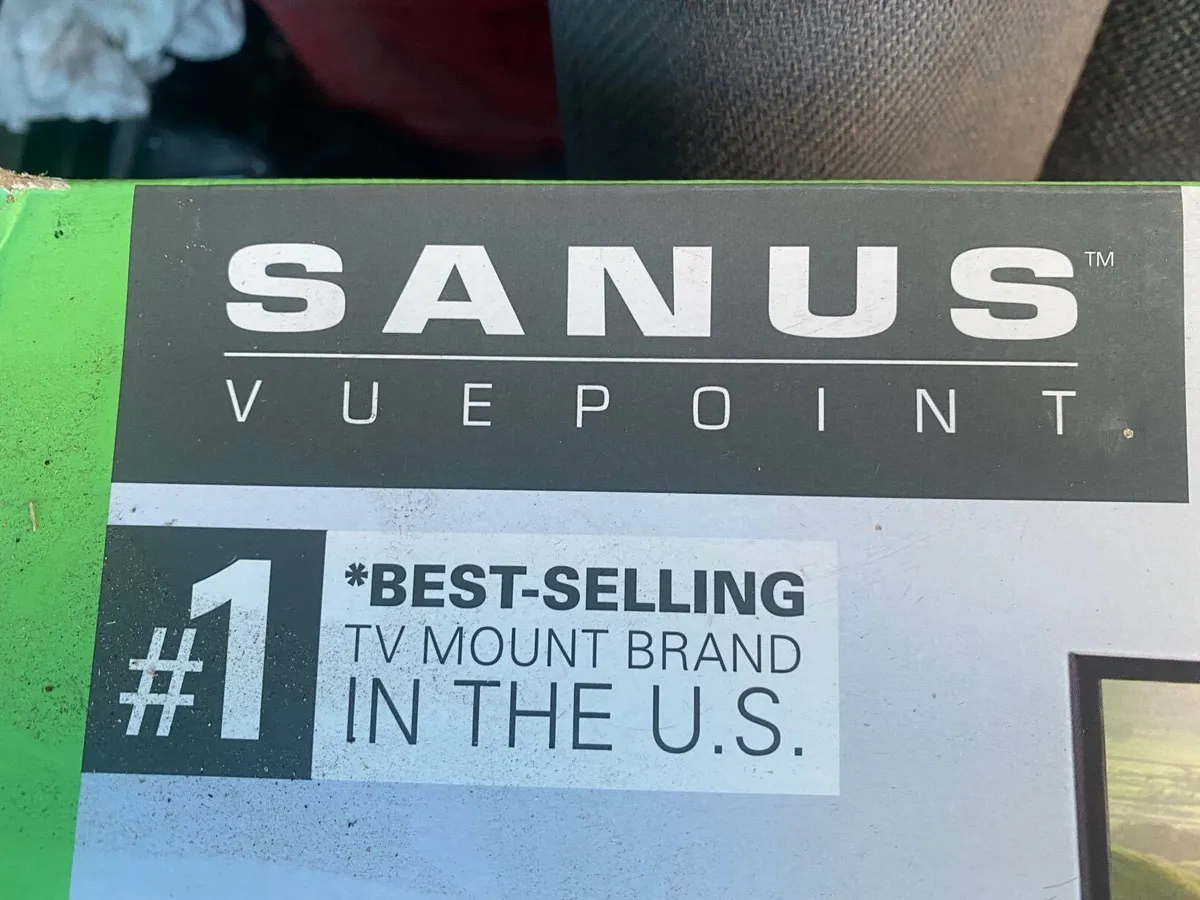 SANUS™
VUEPOINT
#1
*BEST-SELLING
TV MOUNT BRAND
IN THE U.S.